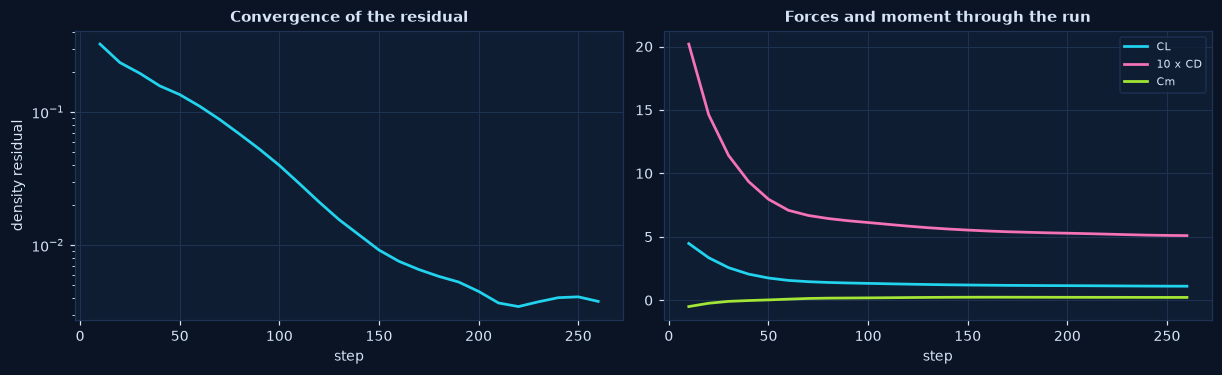 Convergence of the residual
density residual
10⁻¹
10⁻²
0 50 100 150 200 250
step
Forces and moment through the run
CL
10 x CD
Cm
20
15
10
5
0
0 50 100 150 200 250
step